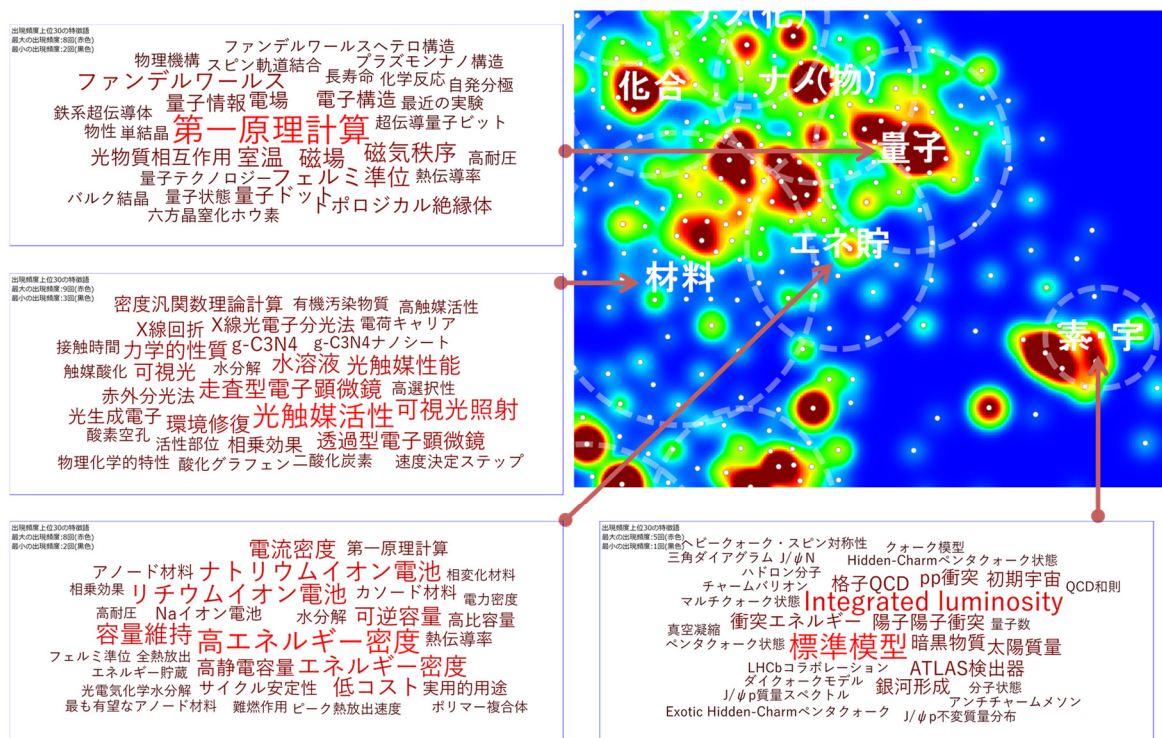 出現頻度上位30の特徴語
最大の出現頻度:8回(赤色)
最小の出現頻度:2回(黒色)
ファンデルワールスヘテロ構造
物理機構 スピン軌道結合 プラズモンナノ構造
ファンデルワールス 長寿命 化学反応 自発分極
鉄系超伝導体 量子情報 電場 電子構造 最近の実験
物性 単結晶 第一原理計算 超伝導量子ビット
光物質相互作用 室温 磁場 磁気秩序 高耐圧
量子テクノロジー フェルミ準位 熱伝導率
バルク結晶 量子状態 量子ドット トポロジカル絶縁体
六方晶窒化ホウ素
ナノ(化)
化合 ナノ(物)
量子
エネ貯
材料
素・宇
出現頻度上位30の特徴語
最大の出現頻度:9回(赤色)
最小の出現頻度:3回(黒色)
密度汎関数理論計算 有機汚染物質 高触媒活性
X線回折 X線光電子分光法 電荷キャリア
接触時間 力学的性質 g-C3N4 g-C3N4ナノシート
触媒酸化 可視光 水分解 水溶液 光触媒性能
赤外分光法 走査型電子顕微鏡 高選択性
光生成電子 環境修復 光触媒活性 可視光照射
酸素空孔 活性部位 相乗効果 透過型電子顕微鏡
物理化学的特性 酸化グラフェン 二酸化炭素 速度決定ステップ
出現頻度上位30の特徴語
最大の出現頻度:8回(赤色)
最小の出現頻度:2回(黒色)
電流密度 第一原理計算
アノード材料 ナトリウムイオン電池 相変化材料
相乗効果 リチウムイオン電池 カソード材料 電力密度
高耐圧 Naイオン電池 水分解 可逆容量 高比容量
容量維持 高エネルギー密度 熱伝導率
フェルミ準位 全熱放出
エネルギー貯蔵 高静電容量 エネルギー密度
光電気化学水分解 サイクル安定性 低コスト 実用的用途
最も有望なアノード材料 難燃作用 ピーク熱放出速度 ポリマー複合体
出現頻度上位30の特徴語
最大の出現頻度:5回(赤色)
最小の出現頻度:1回(黒色)
ヘビークォーク・スピン対称性 クォーク模型
三角ダイアグラム J/ψN Hidden-Charmペンタクォーク状態
ハドロン分子 格子QCD pp衝突 初期宇宙
チャームバリオン QCD和則
マルチクォーク状態 Integrated luminosity
真空凝縮 衝突エネルギー 陽子陽子衝突 量子数
ペンタクォーク状態 標準模型 暗黒物質 太陽質量
LHCbコラボレーション ATLAS検出器
ダイクォークモデル 銀河形成 分子状態
J/ψp質量スペクトル アンチチャームメソン
Exotic Hidden-Charmペンタクォーク J/ψp不変質量分布